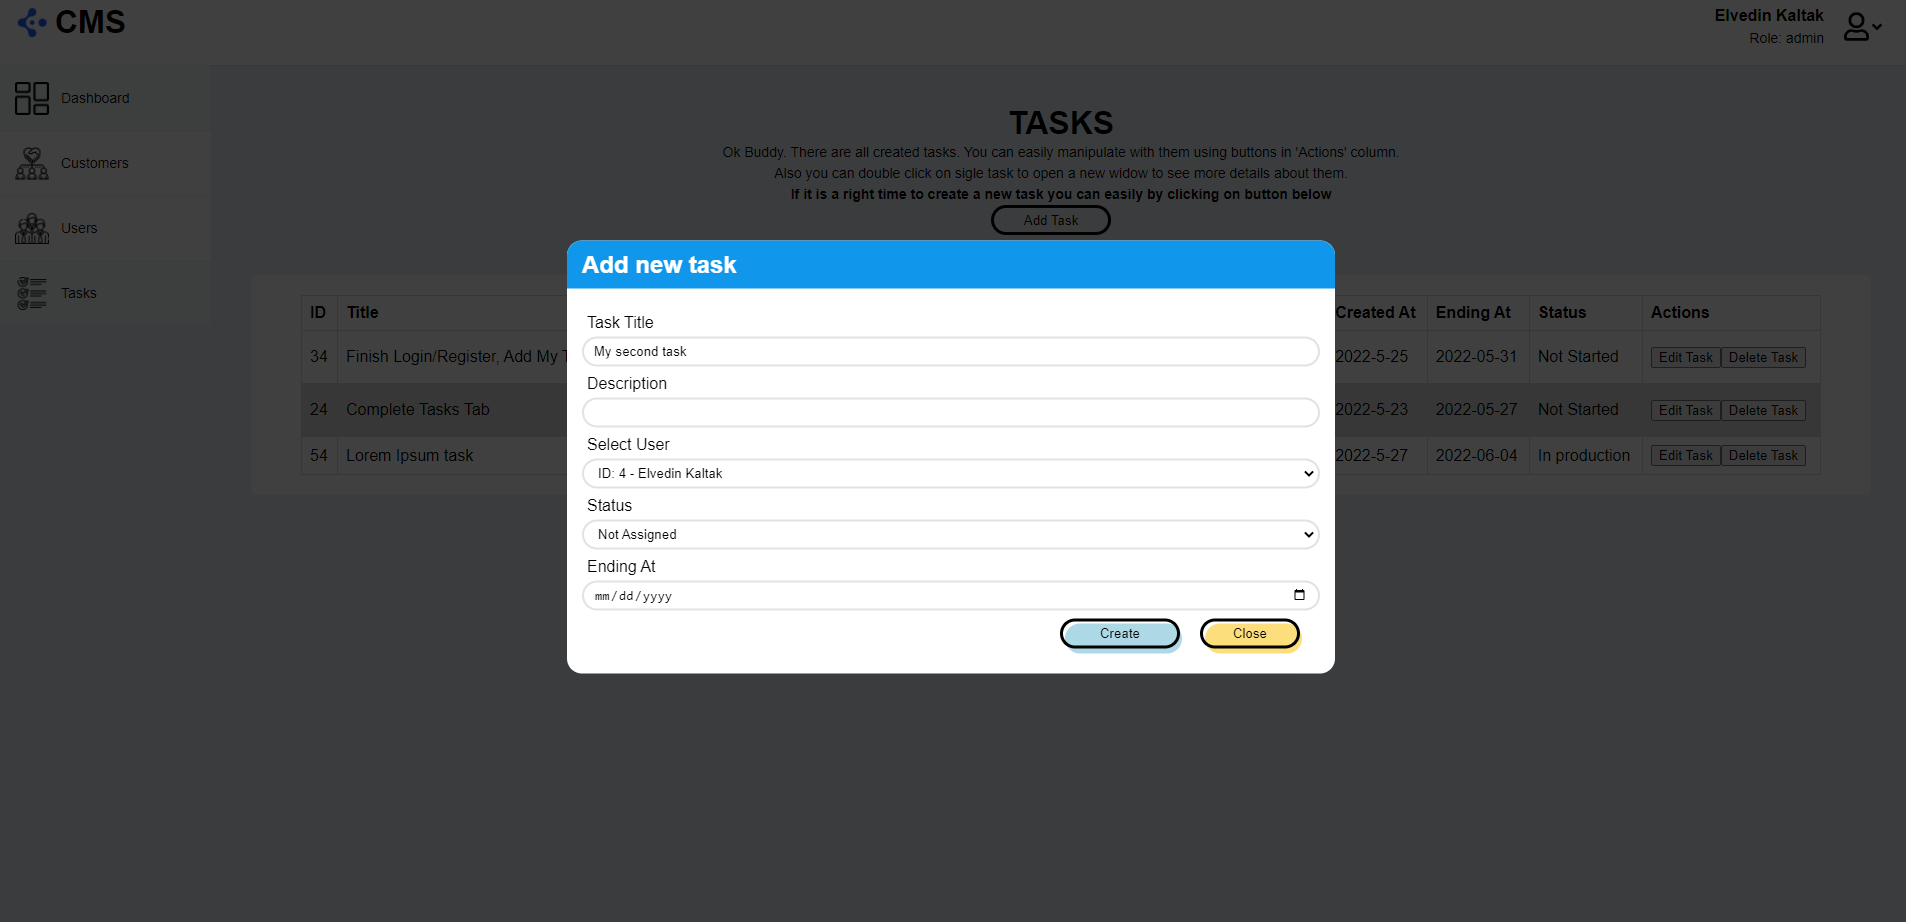 CMS
Elvedin Kaltak
Role: admin
Dashboard
Customers
Users
Tasks
TASKS
Ok Buddy. There are all created tasks. You can easily manipulate with them using buttons in 'Actions' column.
Also you can double click on sigle task to open a new widow to see more details about them.
If it is a right time to create a new task you can easily by clicking on button below
Add Task
Add new task
Task Title
My second task
Description
Select User
ID: 4 - Elvedin Kaltak
Status
Not Assigned
Ending At
mm/dd/yyyy
Create Close
ID Title Created At Ending At Status Actions
34 Finish Login/Register, Add My 2022-5-25 2022-05-31 Not Started Edit Task Delete Task
24 Complete Tasks Tab 2022-5-23 2022-05-27 Not Started Edit Task Delete Task
54 Lorem Ipsum task 2022-5-27 2022-06-04 In production Edit Task Delete Task